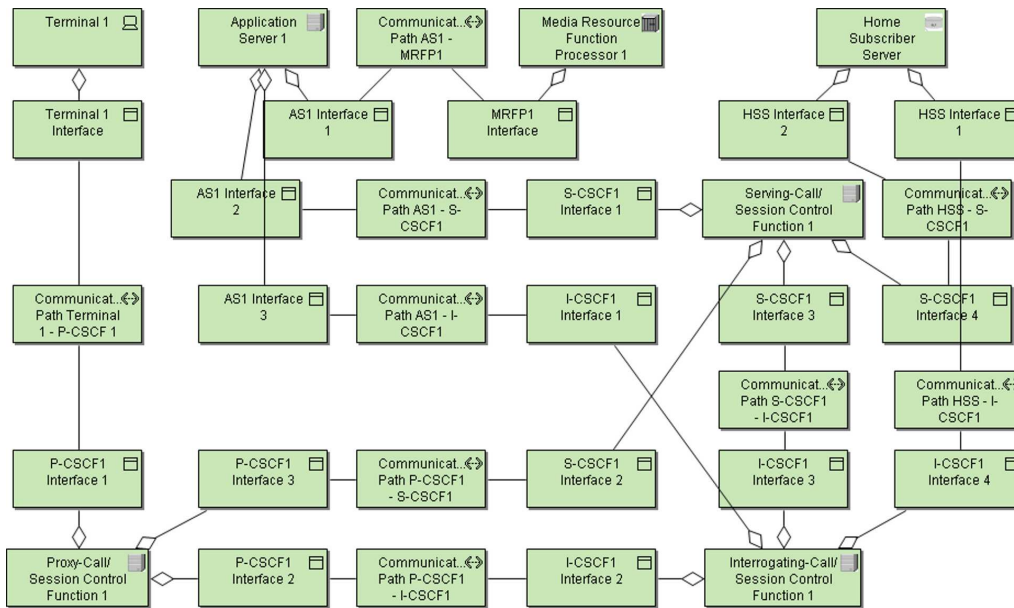 Terminal 1
Application
Server 1
Communicat..
Path AS1 -
MRFP1
Media Resource
Function
Processor 1
Home
Subscriber
Server
Terminal 1
Interface
AS1 Interface
1
MRFP1
Interface
HSS Interface
2
HSS Interface
1
AS1 Interface
2
Communicat..
Path AS1 - S-
CSCF1
S-CSCF1
Interface 1
Serving-Call/
Session Control
Function 1
Communicat..
Path HSS - S-
CSCF1
Communicat..
Path Terminal
1 - P-CSCF 1
AS1 Interface
3
Communicat..
Path AS1 - I-
CSCF1
I-CSCF1
Interface 1
S-CSCF1
Interface 3
S-CSCF1
Interface 4
Communicat..
Path S-CSCF1
- I-CSCF1
Communicat..
Path HSS - I-
CSCF1
P-CSCF1
Interface 1
P-CSCF1
Interface 3
Communicat..
Path P-CSCF1
- S-CSCF1
S-CSCF1
Interface 2
I-CSCF1
Interface 3
I-CSCF1
Interface 4
Proxy-Call/
Session Control
Function 1
P-CSCF1
Interface 2
Communicat..
Path P-CSCF1
- I-CSCF1
I-CSCF1
Interface 2
Interrogating-Call/
Session Control
Function 1